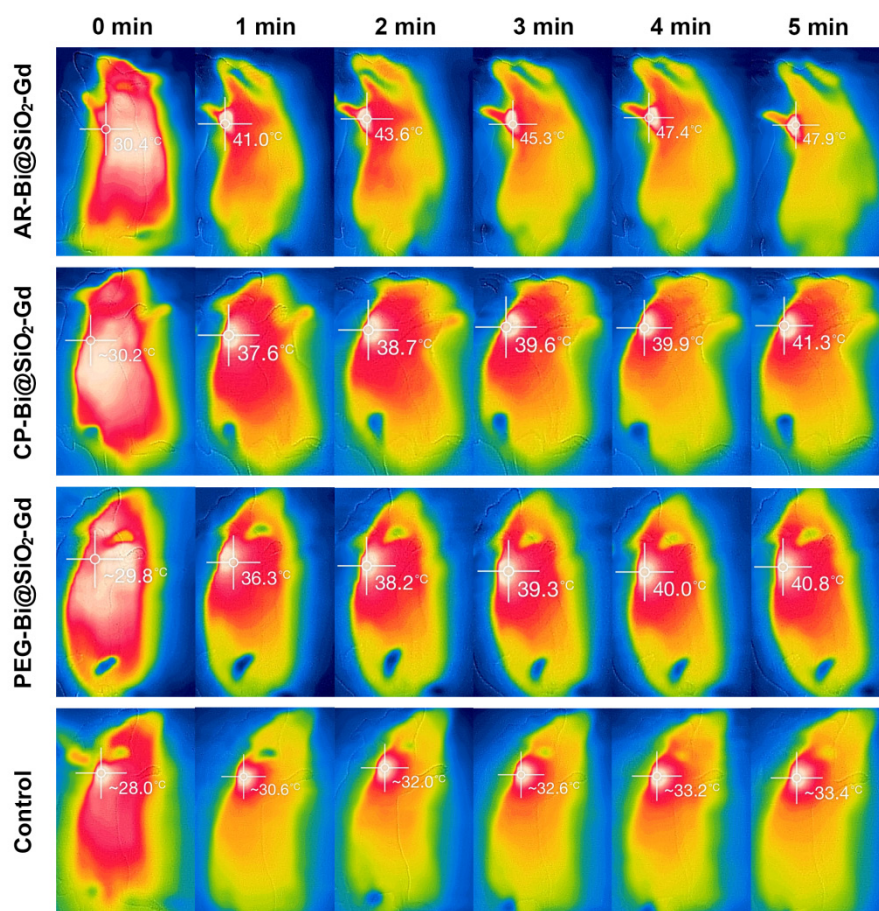 0 min 1 min 2 min 3 min 4 min 5 min
AR-Bi@SiO₂-Gd
30.4°C 41.0°C 43.6°C 45.3°C 47.4°C 47.9°C
CP-Bi@SiO₂-Gd
~30.2°C 37.6°C 38.7°C 39.6°C 39.9°C 41.3°C
PEG-Bi@SiO₂-Gd
~29.8°C 36.3°C 38.2°C 39.3°C 40.0°C 40.8°C
Control
~28.0°C ~30.6°C ~32.0°C ~32.6°C ~33.2°C ~33.4°C